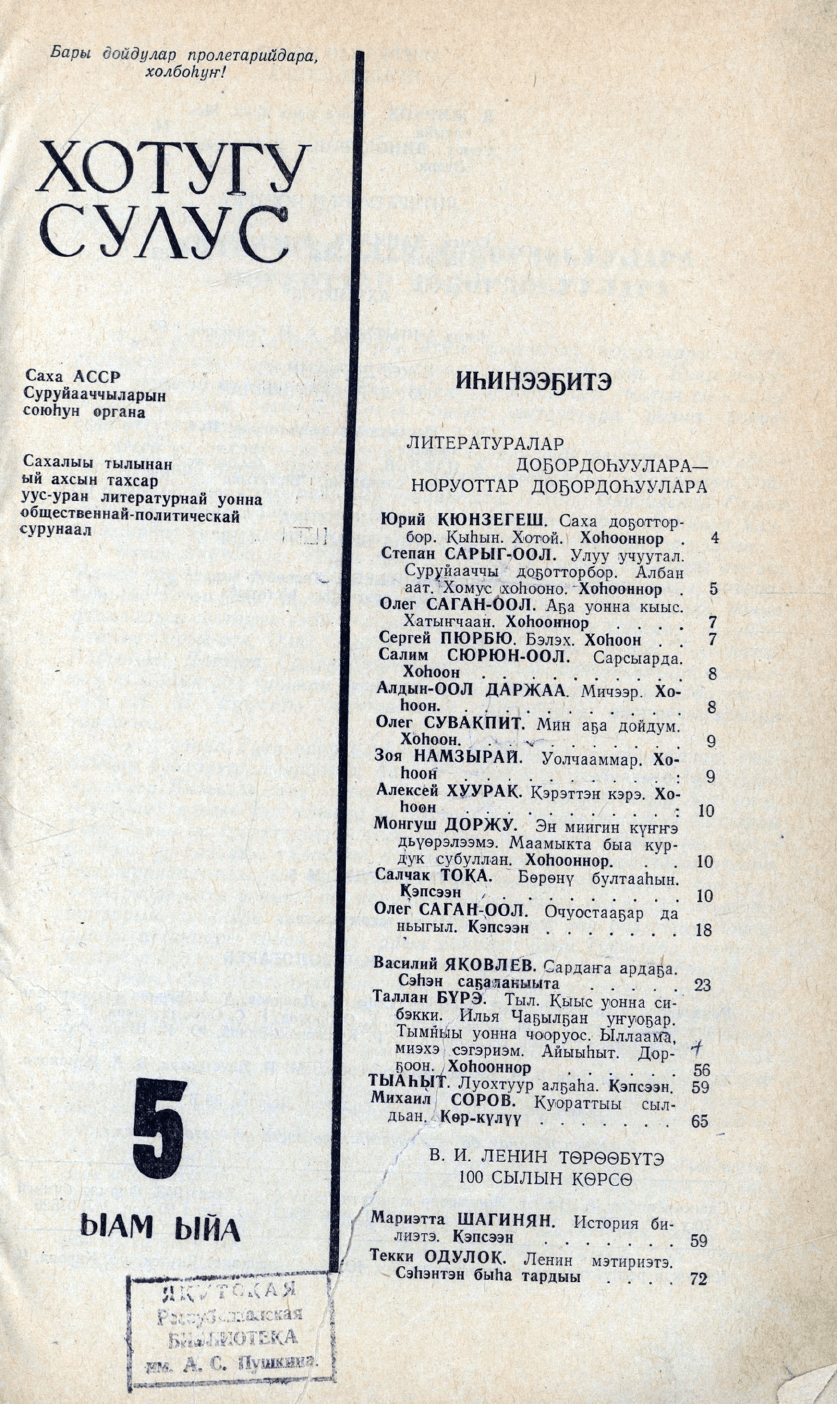 Бары дойдулар пролетарийдара,
холбоһуҥ!
ХОТУГУ
СУЛУС
Саха АССР
Суруйааччыларын
союһун органа
Сахалыы тылынан
ый ахсын тахсар
уус-уран литературнай уонна
общественнай-политическай
сурунаал
5
ЫАМ ЫЙА
ЯКУТСКАЯ
Республиканская
БИБЛИОТЕКА
им. А. С. Пушкина.
ИҺИНЭЭҔИТЭ
ЛИТЕРАТУРАЛАР
ДОҔОРДОҺУУЛАРА—
НОРУОТТАР ДОҔОРДОҺУУЛАРА
Юрий КЮНЗЕГЕШ. Саха доҕоттор-
бор. Кыһын. Хотой. Хоһооннор . 4
Степан САРЫГ-ООЛ. Улуу учуутал.
Суруйааччы доҕотторбор. Албан
аат. Хомус хоһооно. Хоһооннор . 5
Олег САГАН-ООЛ. Аҕа уонна кыыс.
Хатыҥчаан. Хоһооннор . . . . 7
Сергей ПЮРБЮ. Бэлэх. Хоһоон . . 7
Салим СЮРЮН-ООЛ. Сарсыарда.
Хоһоон . . . . . . . . . . 8
Алдын-ООЛ ДАРЖАА. Мичээр. Хо-
һоон. . . . . . . . . . . 8
Олег СУВАКПИТ. Мин аҕа дойдум.
Хоһоон. . . . . . . . . . 9
Зоя НАМЗЫРАЙ. Уолчааммар. Хо-
һоон . . . . . . . . . . : 9
Алексей ХУУРАК. Кэрэттэн кэрэ. Хо-
һоон . . . . . . . . . . : 10
Монгуш ДОРЖУ. Эн миигин күҥҥэ
дьүөрэлээмэ. Маамыкта быа кур-
дук субуллан. Хоһооннор. . . 10
Салчак ТОКА. Бөрөнү бултааһын.
Кэпсээн . . . . . . . . . 10
Олег САГАН-ООЛ. Очуостааҕар да
ньыгыл. Кэпсээн . . . . . . . 18
Василий ЯКОВЛЕВ. Сардаҥа ардаҕа.
Сэһэн саҕаланыыта . . . . . 23
Таллан БҮРЭ. Тыл. Кыыс уонна си-
бэкки. Илья Чаҕылҕан уҥуоҕар.
Тымныы уонна чооруос. Ыллаама,
миэхэ сэгэриэм. Айыыһыт. Дор-
ҕоон. Хоһооннор . . . . . . 56
ТЫАҺЫТ. Луохтуур алҕаһа. Кэпсээн. 59
Михаил СОРОВ. Куораттыы сыл-
дьан. Көр-күлүү . . . . . . . 65
В. И. ЛЕНИН ТӨРӨӨБҮТЭ
100 СЫЛЫН КӨРСӨ
Мариэтта ШАГИНЯН. История би-
лиэтэ. Кэпсээн . . . . . . . 59
Текки ОДУЛОК. Ленин мэтириэтэ.
Сэһэнтэн быһа тардыы . . . . 72